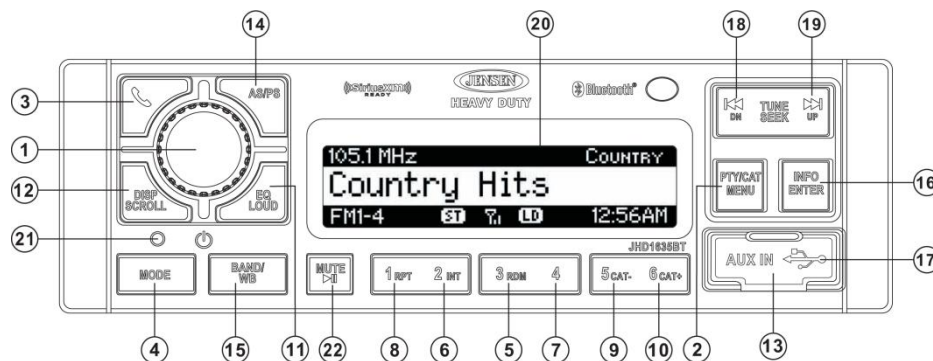 14
18
19
20
3
AS/PS
((SiriusXM))
READY
JENSEN
HEAVY DUTY
Bluetooth®
DN
TUNE
SEEK
UP
1
105.1 MHz COUNTRY
Country Hits
FM1-4 ST LD 12:56AM
12
DISP
SCROLL
EQ
LOUD
PTY/CAT
MENU
INFO
ENTER
16
21
JHD1635BT
MODE
BAND/
WB
MUTE
1 RPT 2 INT
3 RDM 4
5 CAT- 6 CAT+
AUX IN
17
4
15
11
22
8
6
5
7
9
10
2
13